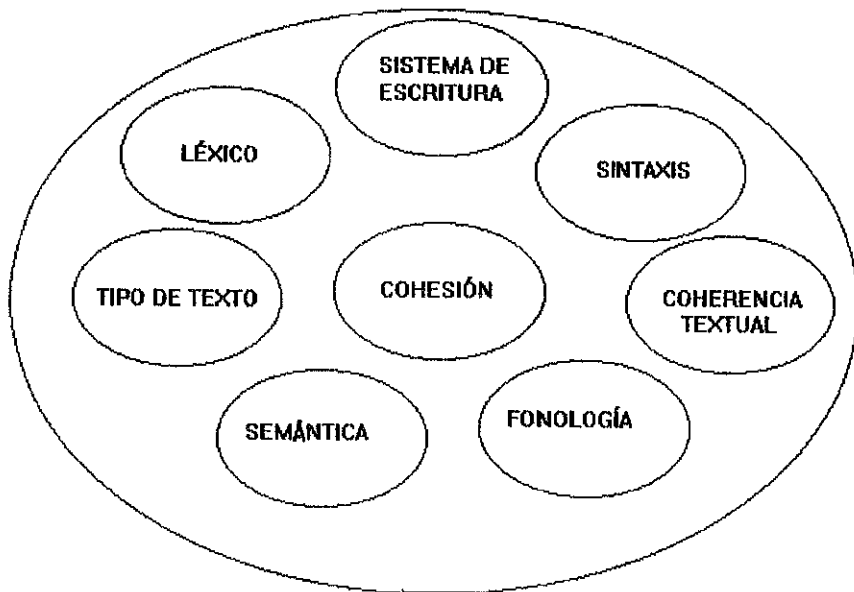 SISTEMA DE
ESCRITURA
LÉXICO
SINTAXIS
TIPO DE TEXTO
COHESIÓN
COHERENCIA
TEXTUAL
SEMÁNTICA
FONOLOGÍA